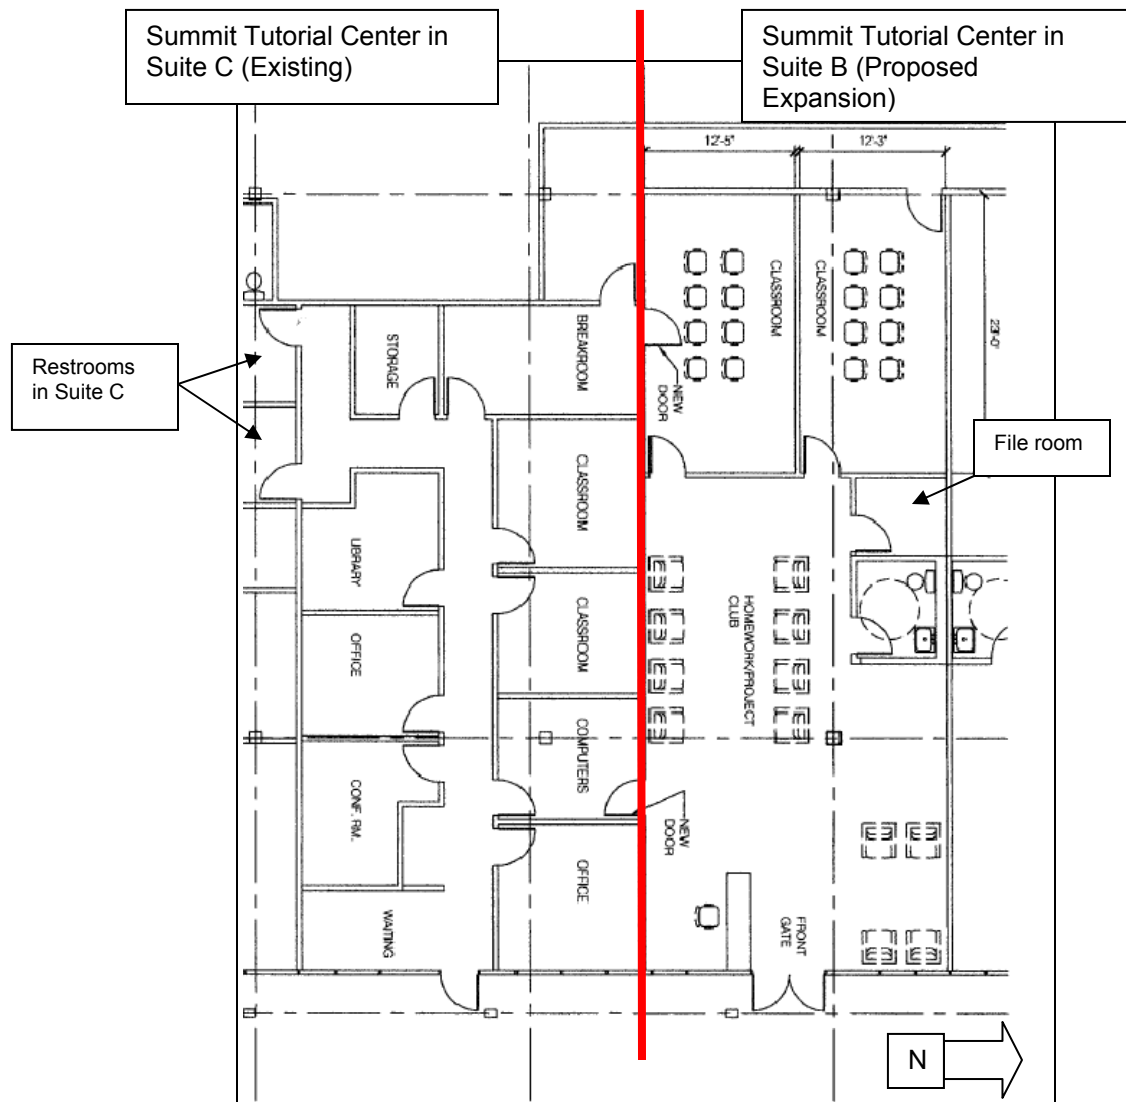 Summit Tutorial Center in
Suite C (Existing)
Summit Tutorial Center in
Suite B (Proposed
Expansion)
12'-8"
12'-3"
23'-0"
CLASSROOM
CLASSROOM
NEW
DOOR
BREAKROOM
STORAGE
Restrooms
in Suite C
File room
CLASSROOM
LIBRARY
CLASSROOM
HOMEWORK/PROJECT
CLUB
OFFICE
COMPUTERS
CONF. RM.
NEW
DOOR
OFFICE
WAITING
FRONT
GATE
N